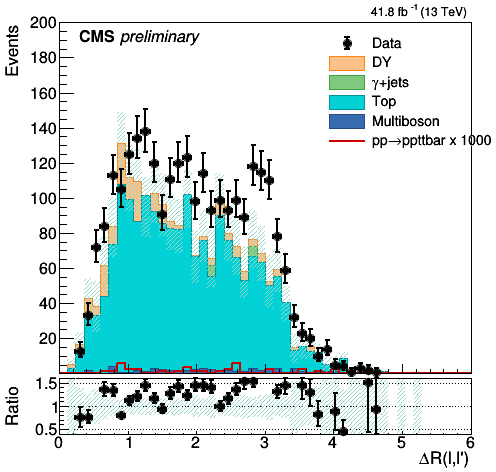 41.8 fb⁻¹ (13 TeV)
CMS preliminary
Events
200
180
160
140
120
100
80
60
40
20
Data
DY
γ+jets
Top
Multiboson
pp→ppttbar x 1000
Ratio
1.5
1
0.5
0 1 2 3 4 5 6
ΔR(l,l')